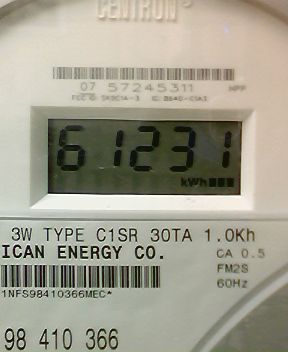 CENTRON®
07 57245311
61231
kWh
3W TYPE C1SR 30TA 1.0Kh
ICAN ENERGY CO.
CA 0.5
FM2S
60Hz
1NFS98410366MEC*
98 410 366